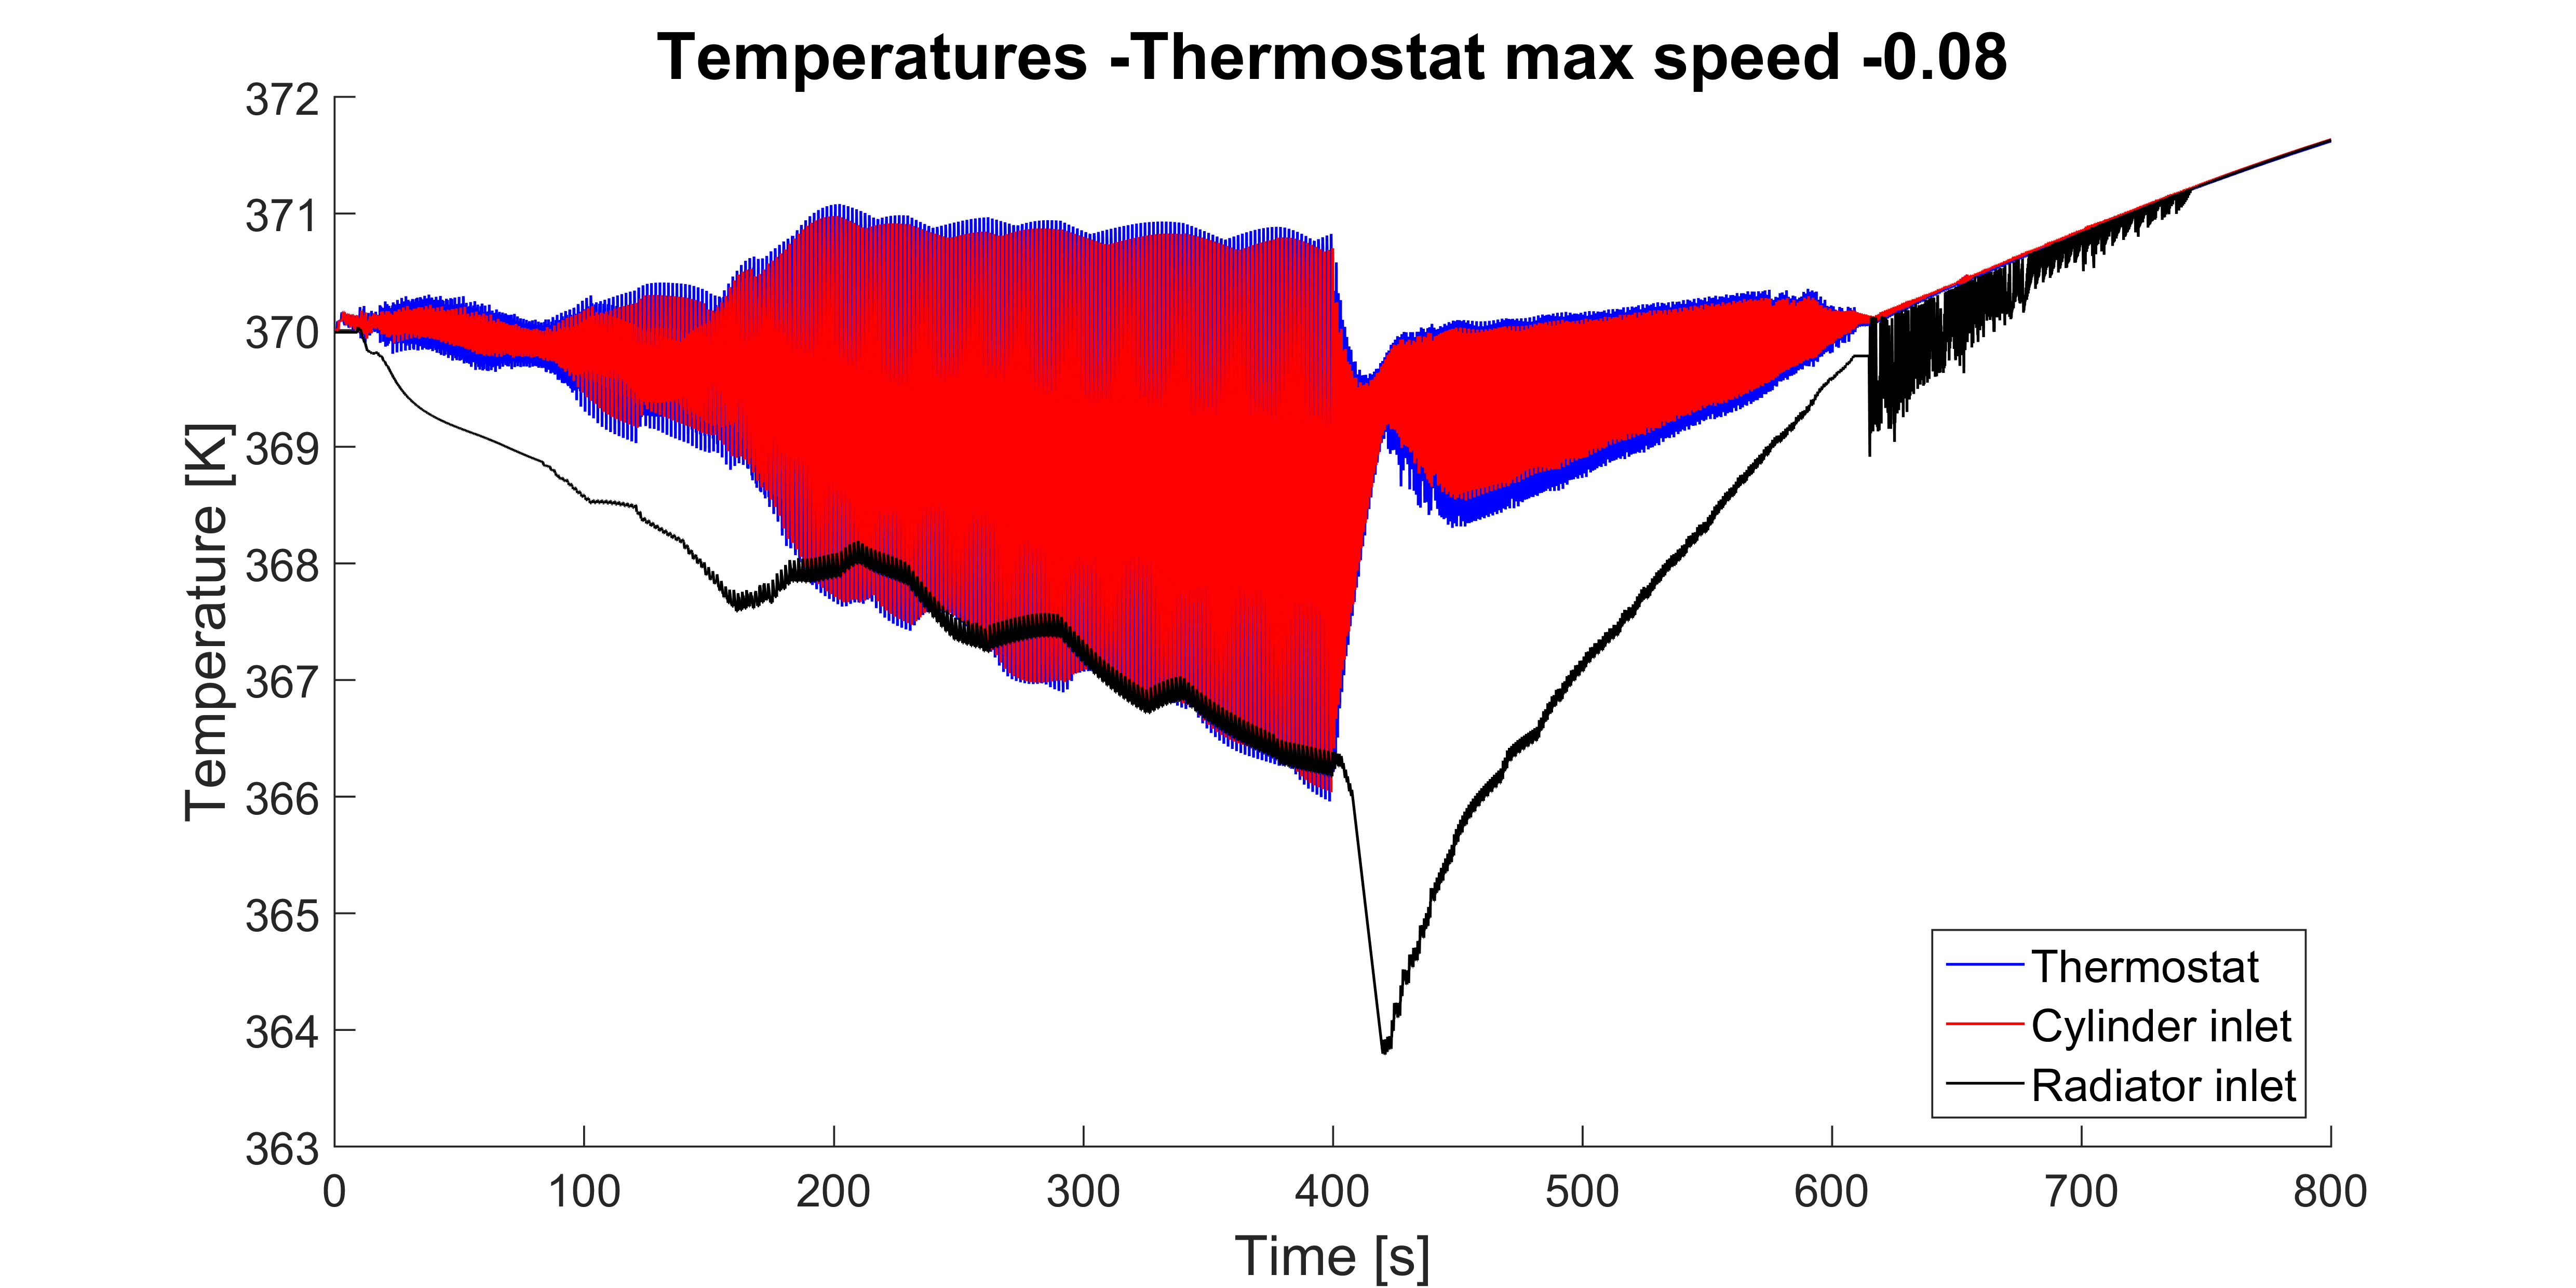 Temperatures -Thermostat max speed -0.08
372
371
370
369
368
367
366
365
364
363
Temperature [K]
0 100 200 300 400 500 600 700 800
Time [s]
Thermostat
Cylinder inlet
Radiator inlet